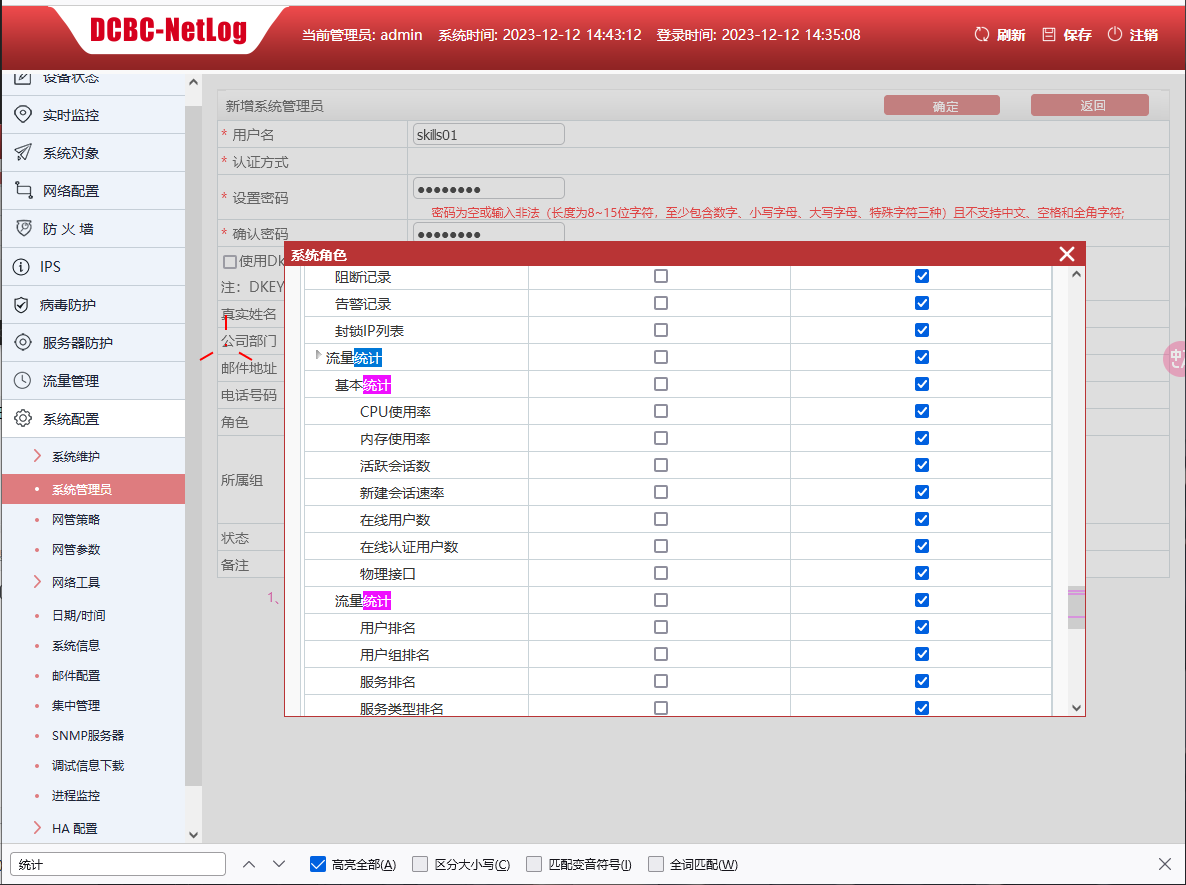 DCBC-NetLog
当前管理员: admin 系统时间: 2023-12-12 14:43:12 登录时间: 2023-12-12 14:35:08
刷新 保存 注销
设备状态
实时监控
系统对象
网络配置
防 火 墙
IPS
病毒防护
服务器防护
流量管理
系统配置
系统维护
系统管理员
网管策略
网管参数
网络工具
日期/时间
系统信息
邮件配置
集中管理
SNMP服务器
调试信息下载
进程监控
HA 配置
新增系统管理员 确定 返回
* 用户名 skills01
* 认证方式
* 设置密码 ●●●●●●●●
密码为空或输入非法（长度为8~15位字符，至少包含数字、小写字母、大写字母、特殊字符三种）且不支持中文、空格和全角字符;
* 确认密码 ●●●●●●●●
使用DK
注：DKEY
真实姓名
公司部门
邮件地址
电话号码
角色
所属组
状态
备注
1、
系统角色
阻断记录
告警记录
封锁IP列表
流量统计
基本统计
CPU使用率
内存使用率
活跃会话数
新建会话速率
在线用户数
在线认证用户数
物理接口
流量统计
用户排名
用户组排名
服务排名
服务类型排名
中
统计 高亮全部(A) 区分大小写(C) 匹配变音符号(I) 全词匹配(W)